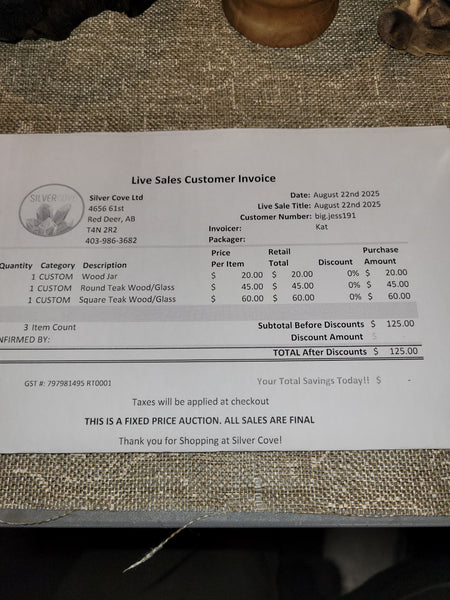 Live Sales Customer Invoice
SILVERCOVE
Silver Cove Ltd
4656 61st
Red Deer, AB
T4N 2R2
403-986-3682
Date: August 22nd 2025
Live Sale Title: August 22nd 2025
Customer Number: big.jess191
Invoicer: Kat
Packager:
Quantity Category Description Price Per Item Retail Total Discount Purchase Amount
1 CUSTOM Wood Jar $ 20.00 $ 20.00 0% $ 20.00
1 CUSTOM Round Teak Wood/Glass $ 45.00 $ 45.00 0% $ 45.00
1 CUSTOM Square Teak Wood/Glass $ 60.00 $ 60.00 0% $ 60.00
3 Item Count Subtotal Before Discounts $ 125.00
NFIRMED BY: Discount Amount $
TOTAL After Discounts $ 125.00
GST #: 797981495 RT0001 Your Total Savings Today!! $ -
Taxes will be applied at checkout
THIS IS A FIXED PRICE AUCTION. ALL SALES ARE FINAL
Thank you for Shopping at Silver Cove!